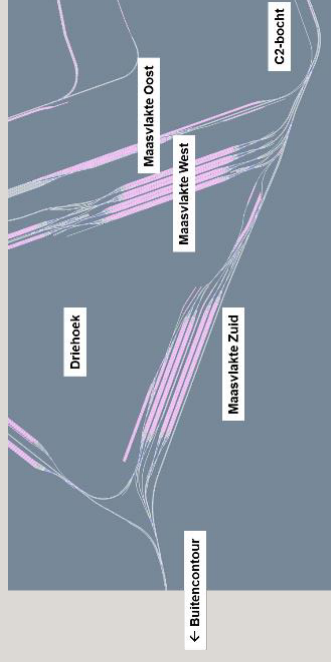 C2-bocht
Maasvlakte Oost
Maasvlakte West
Driehoek
Maasvlakte Zuid
← Buitencontour